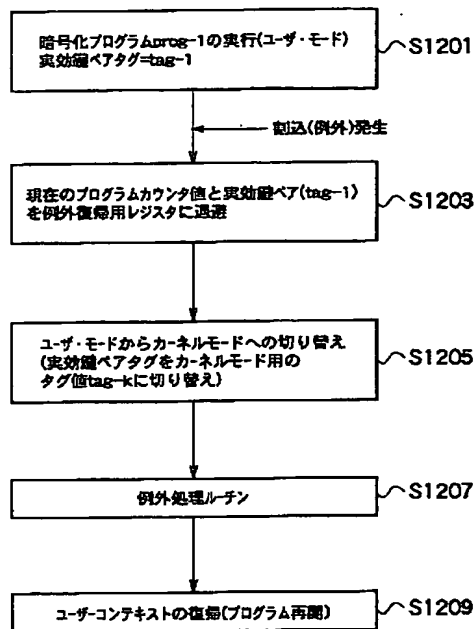 暗号化プログラムprog-1の実行(ユーザ・モード)
実効鍵ペアタグ=tag-1
S1201
割込(例外)発生
現在のプログラムカウンタ値と実効鍵ペア(tag-1)
を例外復帰用レジスタに退避
S1203
ユーザ・モードからカーネルモードへの切り替え
(実効鍵ペアタグをカーネルモード用の
タグ値tag-kに切り替え)
S1205
例外処理ルーチン
S1207
ユーザーコンテキストの復帰(プログラム再開)
S1209